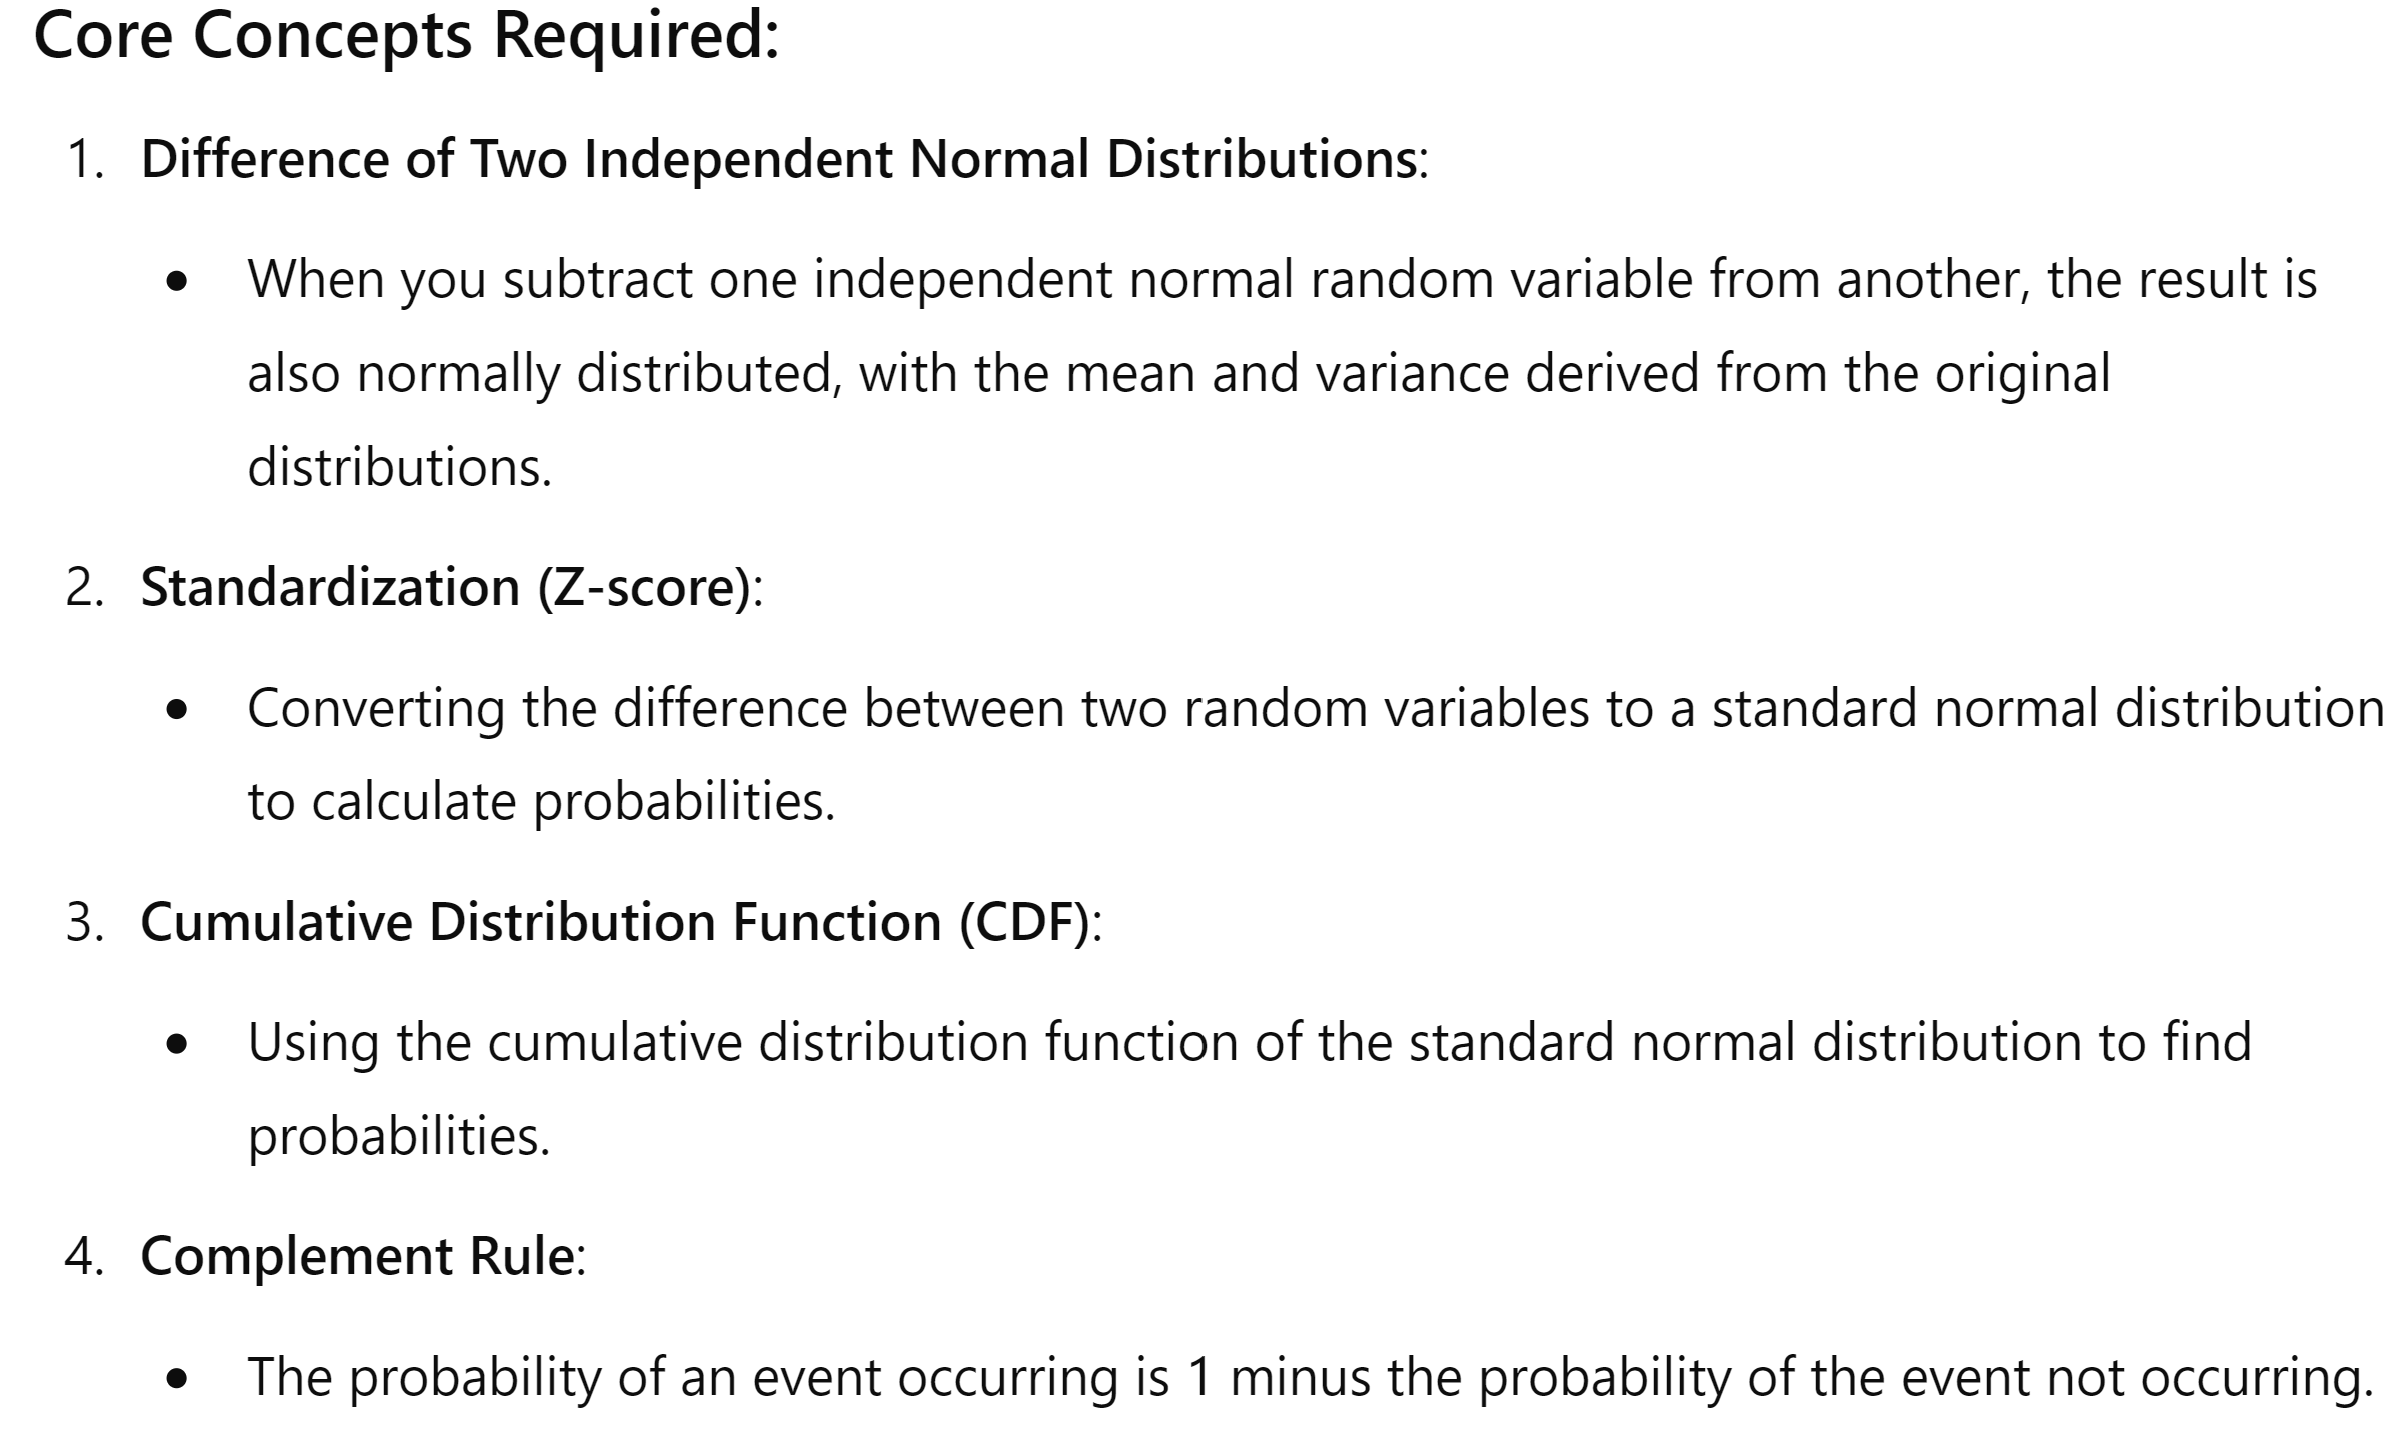 Core Concepts Required:
1. Difference of Two Independent Normal Distributions:
• When you subtract one independent normal random variable from another, the result is
also normally distributed, with the mean and variance derived from the original
distributions.
2. Standardization (Z-score):
• Converting the difference between two random variables to a standard normal distribution
to calculate probabilities.
3. Cumulative Distribution Function (CDF):
• Using the cumulative distribution function of the standard normal distribution to find
probabilities.
4. Complement Rule:
• The probability of an event occurring is 1 minus the probability of the event not occurring.